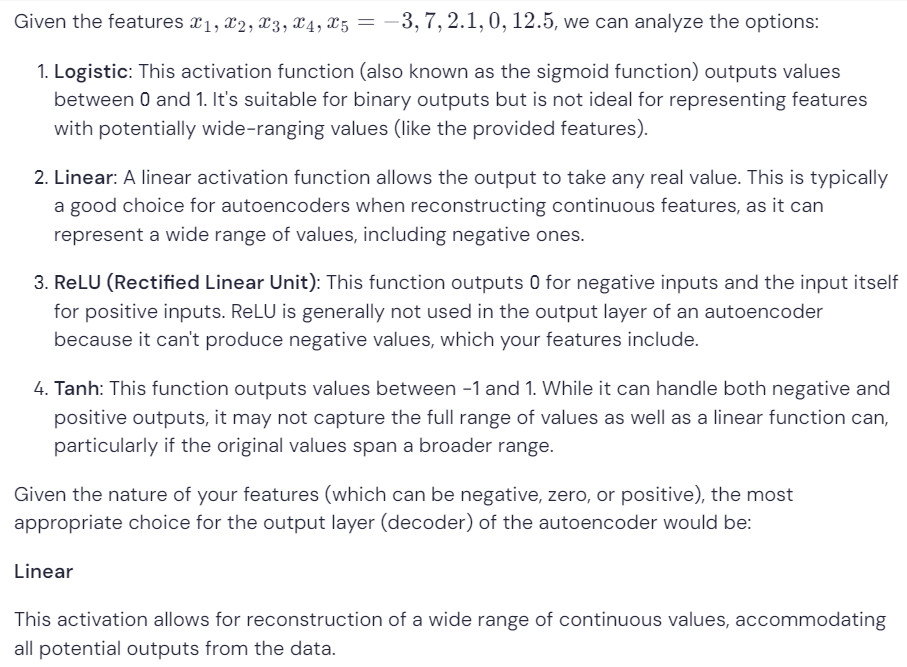 Given the features x₁, x₂, x₃, x₄, x₅ = −3, 7, 2.1, 0, 12.5, we can analyze the options:
1. Logistic: This activation function (also known as the sigmoid function) outputs values
between 0 and 1. It's suitable for binary outputs but is not ideal for representing features
with potentially wide-ranging values (like the provided features).
2. Linear: A linear activation function allows the output to take any real value. This is typically
a good choice for autoencoders when reconstructing continuous features, as it can
represent a wide range of values, including negative ones.
3. ReLU (Rectified Linear Unit): This function outputs 0 for negative inputs and the input itself
for positive inputs. ReLU is generally not used in the output layer of an autoencoder
because it can't produce negative values, which your features include.
4. Tanh: This function outputs values between -1 and 1. While it can handle both negative and
positive outputs, it may not capture the full range of values as well as a linear function can,
particularly if the original values span a broader range.
Given the nature of your features (which can be negative, zero, or positive), the most
appropriate choice for the output layer (decoder) of the autoencoder would be:
Linear
This activation allows for reconstruction of a wide range of continuous values, accommodating
all potential outputs from the data.